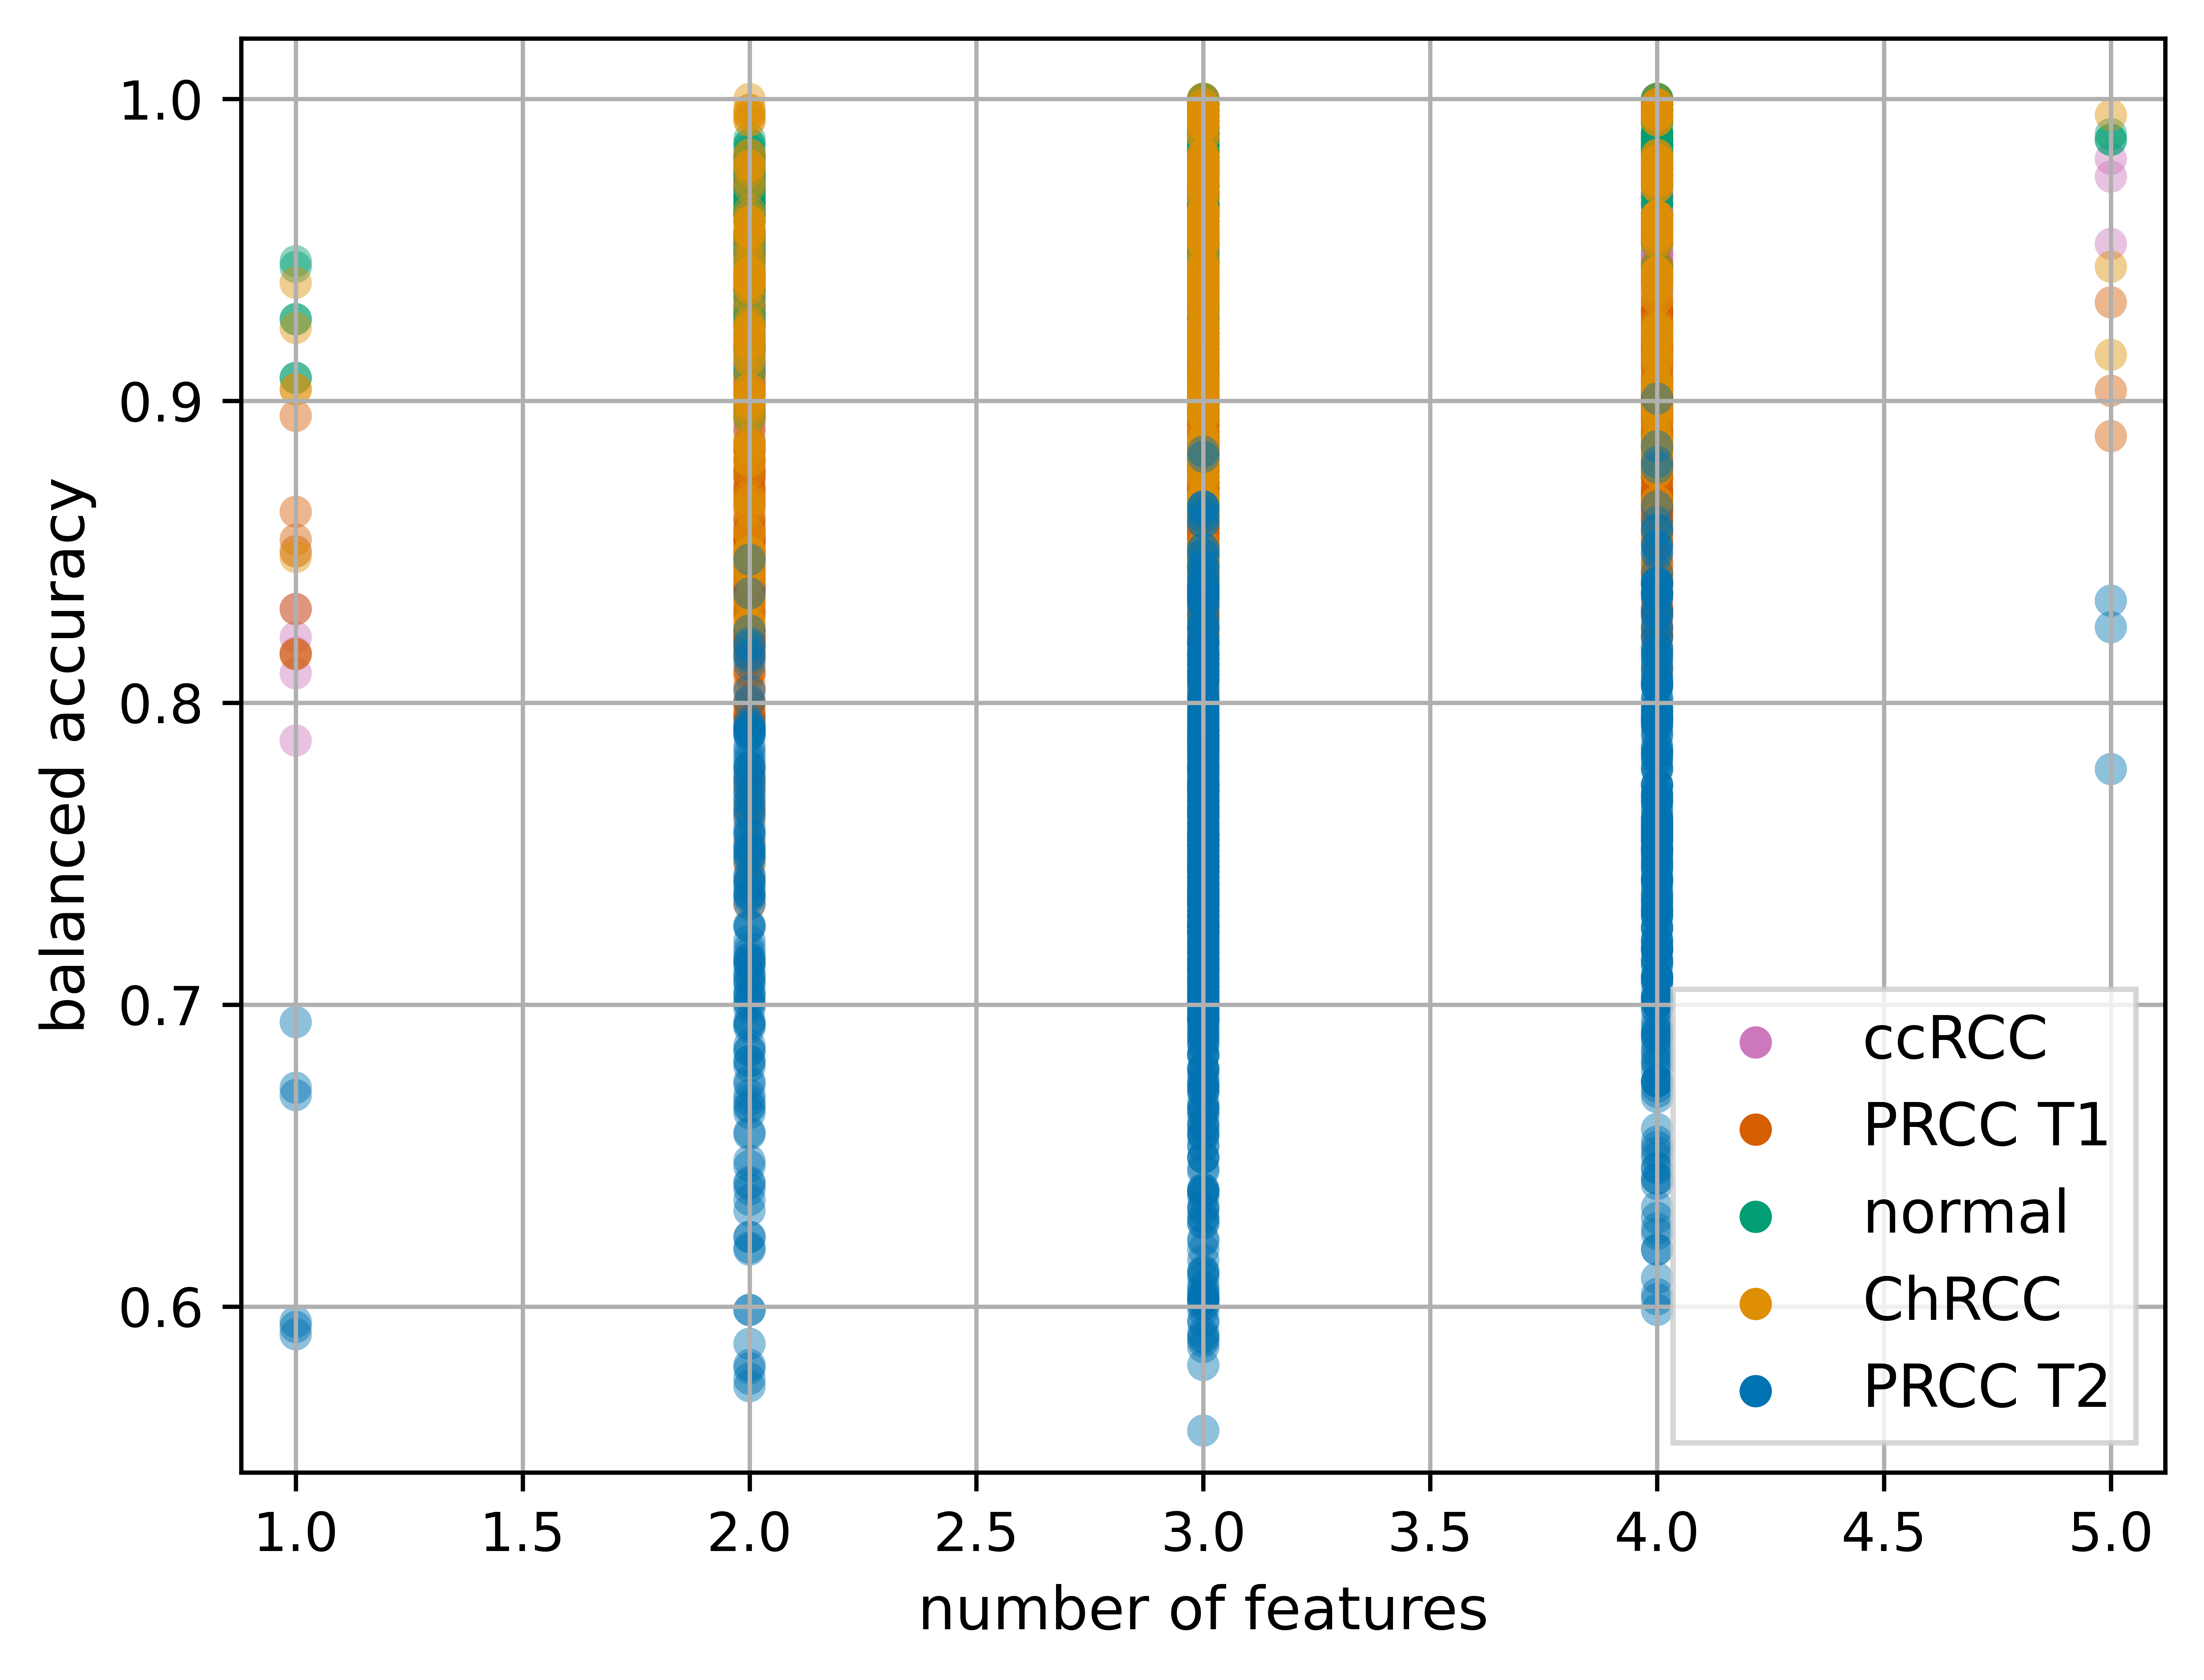 balanced accuracy
1.0
0.9
0.8
0.7
0.6
ccRCC
PRCC T1
normal
ChRCC
PRCC T2
1.0 1.5 2.0 2.5 3.0 3.5 4.0 4.5 5.0
number of features